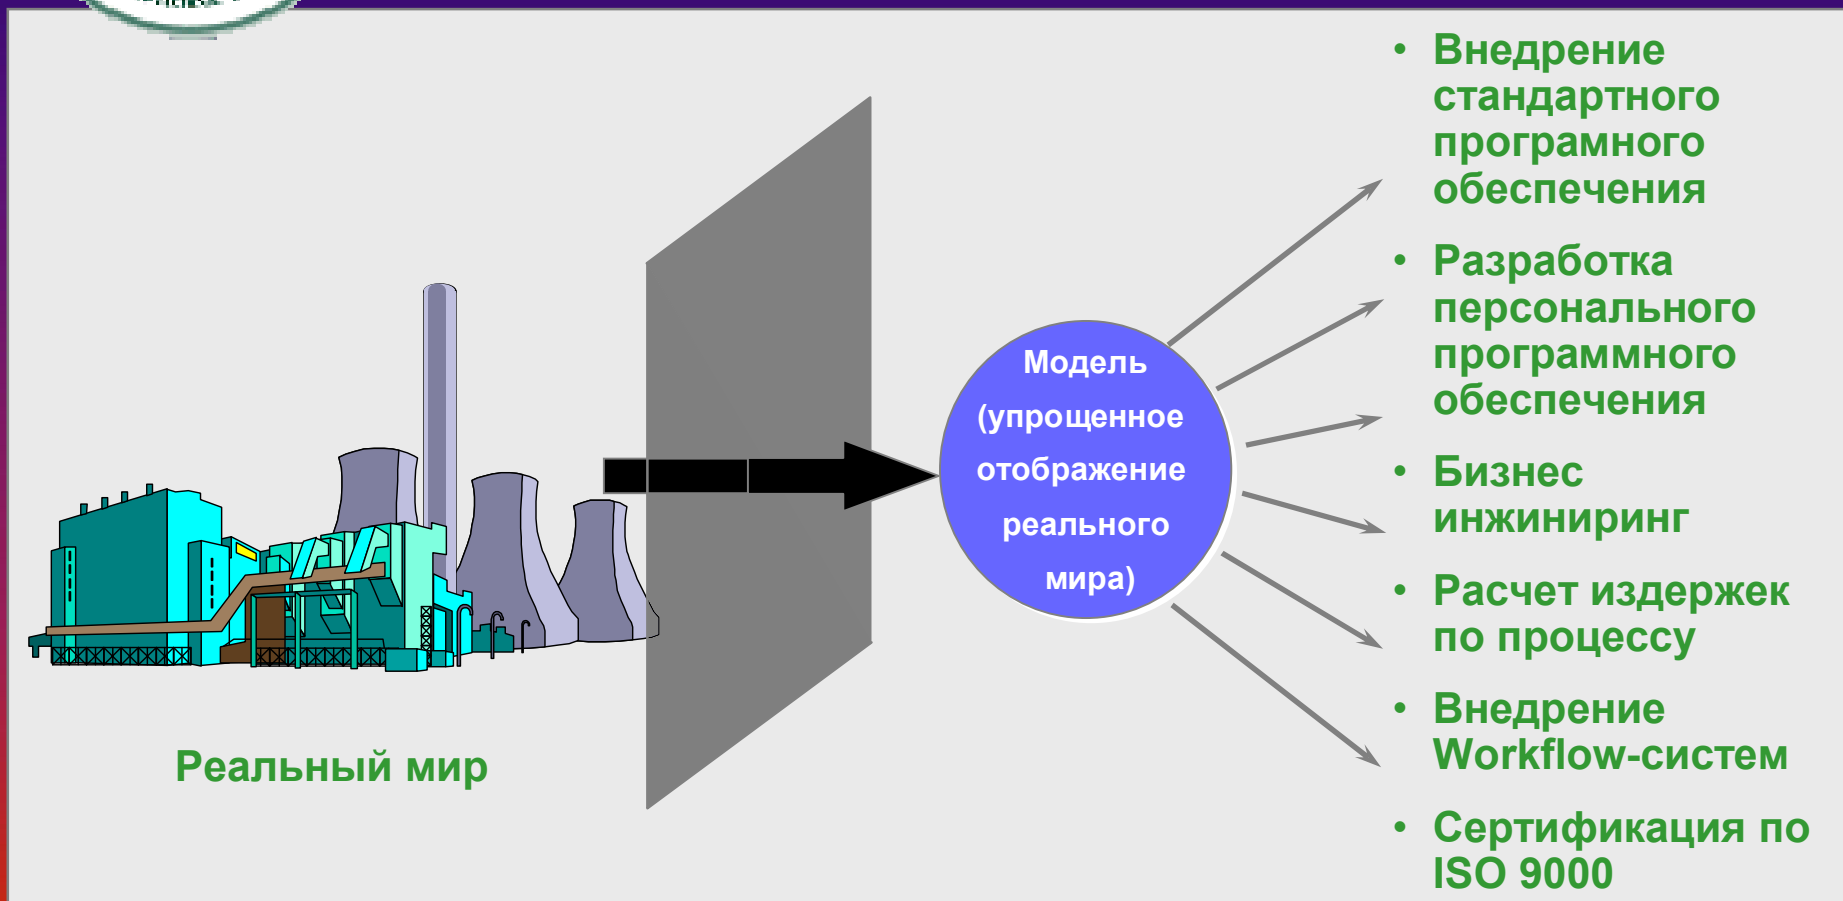 Реальный мир
Модель
(упрощенное
отображение
реального
мира)
• Внедрение
стандартного
програмного
обеспечения
• Разработка
персонального
программного
обеспечения
• Бизнес
инжиниринг
• Расчет издержек
по процессу
• Внедрение
Workflow-систем
• Сертификация по
ISO 9000